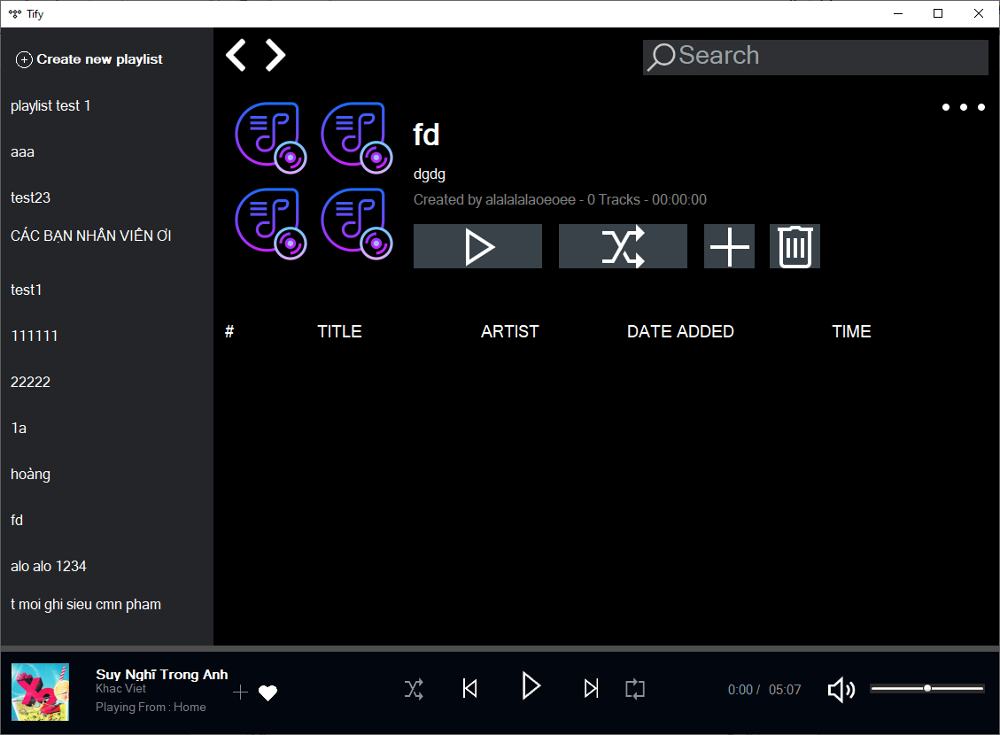 Tify
Create new playlist
playlist test 1
aaa
test23
CÁC BẠN NHÂN VIÊN ƠI
test1
111111
22222
1a
hoàng
fd
alo alo 1234
t moi ghi sieu cmn pham
Search
fd
dgdg
Created by alalalalaoeoee - 0 Tracks - 00:00:00
# TITLE ARTIST DATE ADDED TIME
Suy Nghĩ Trong Anh
Khac Viet
Playing From : Home
0:00 / 05:07